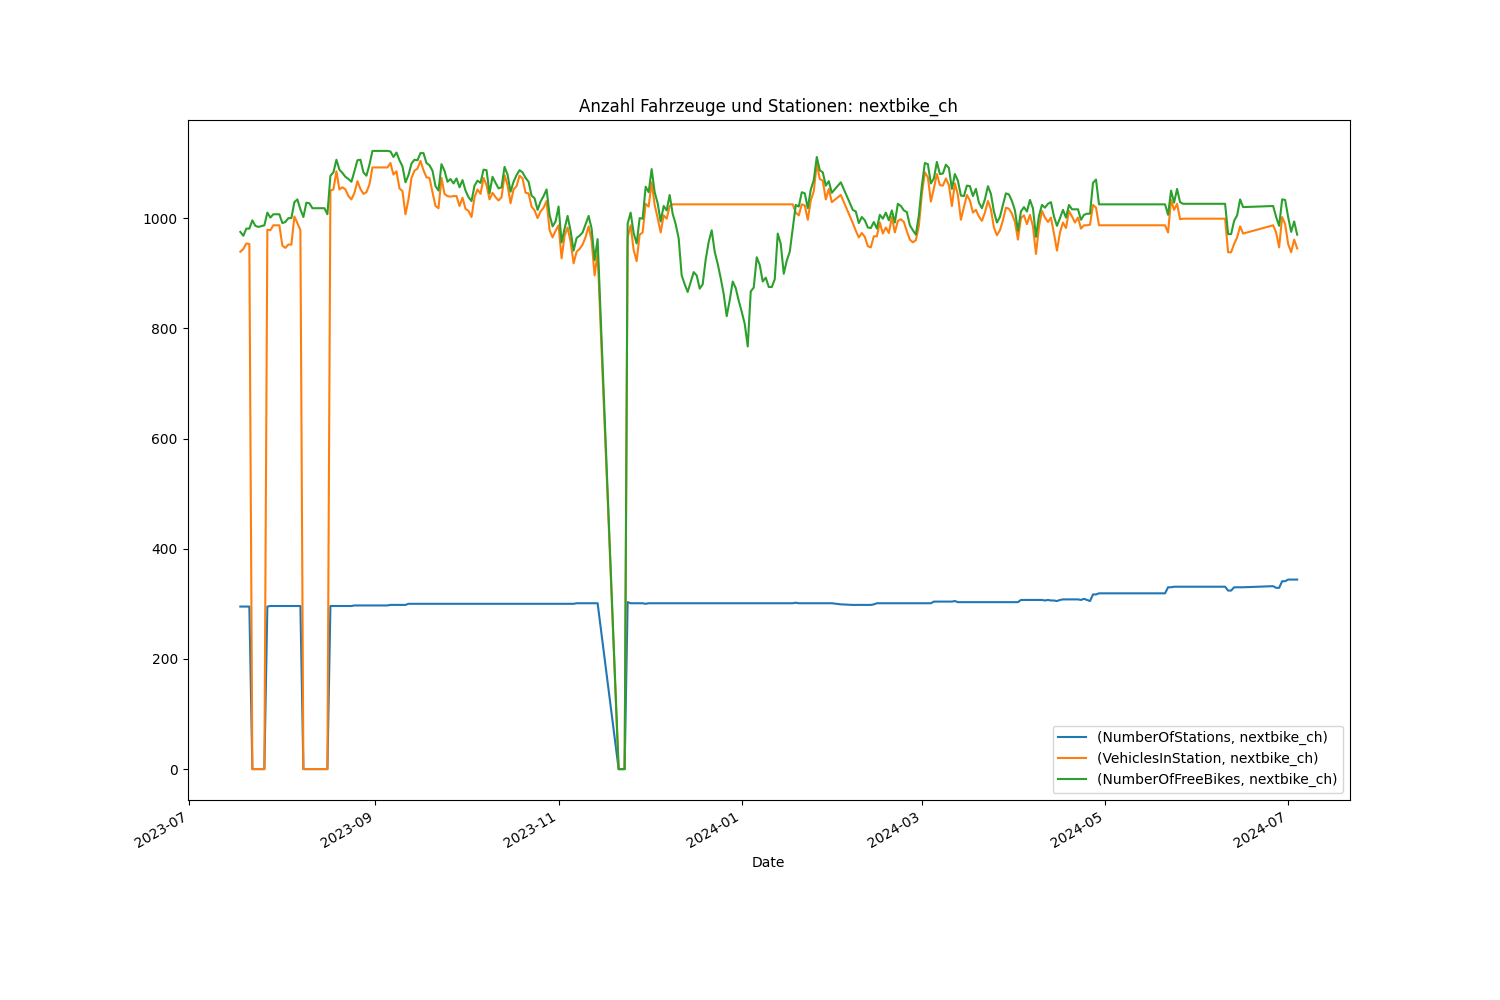 Anzahl Fahrzeuge und Stationen: nextbike_ch
1000
800
600
400
200
0
(NumberOfStations, nextbike_ch)
(VehiclesInStation, nextbike_ch)
(NumberOfFreeBikes, nextbike_ch)
2023-07
2023-09
2023-11
2024-01
2024-03
2024-05
2024-07
Date